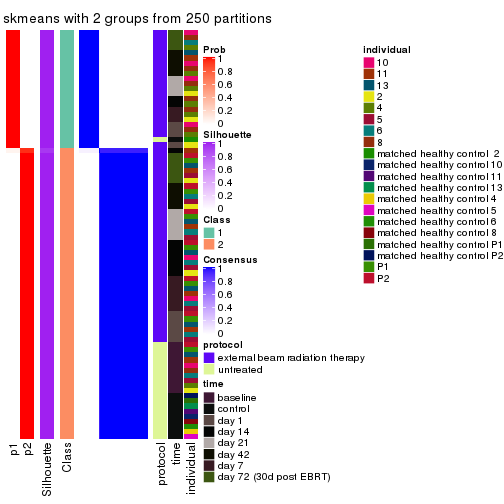 skmeans with 2 groups from 250 partitions
Prob
1
0.8
0.6
0.4
0.2
0
Silhouette
1
0.8
0.6
0.4
0.2
0
Class
1
2
Consensus
1
0.8
0.6
0.4
0.2
0
protocol
external beam radiation therapy
untreated
time
baseline
control
day 1
day 14
day 21
day 42
day 7
day 72 (30d post EBRT)
individual
10
11
13
2
4
5
6
8
matched healthy control  2
matched healthy control 10
matched healthy control 11
matched healthy control 13
matched healthy control 4
matched healthy control 5
matched healthy control 6
matched healthy control 8
matched healthy control P1
matched healthy control P2
P1
P2
p1
p2
Silhouette
Class
protocol
time
individual